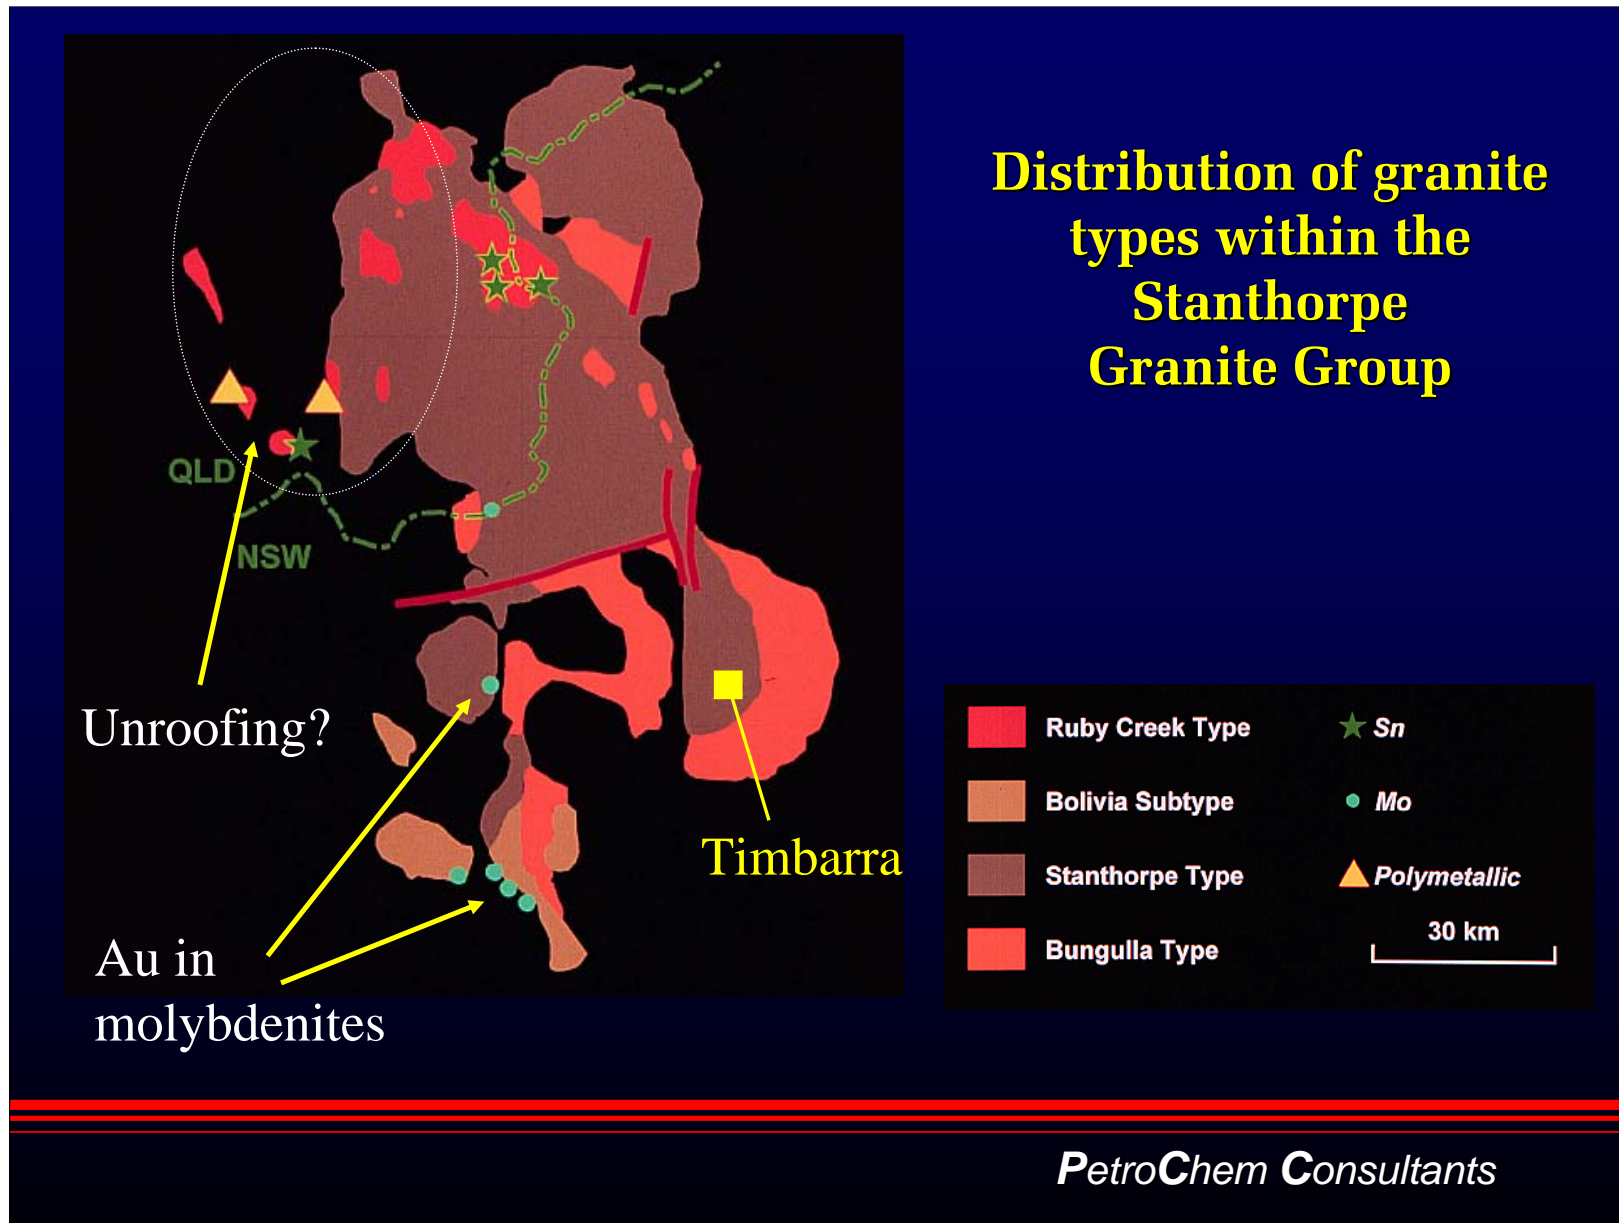 Distribution of granite
types within the
Stanthorpe
Granite Group
QLD
NSW
Unroofing?
Timbarra
Au in
molybdenites
Ruby Creek Type
Sn
Bolivia Subtype
Mo
Stanthorpe Type
Polymetallic
Bungulla Type
30 km
PetroChem Consultants